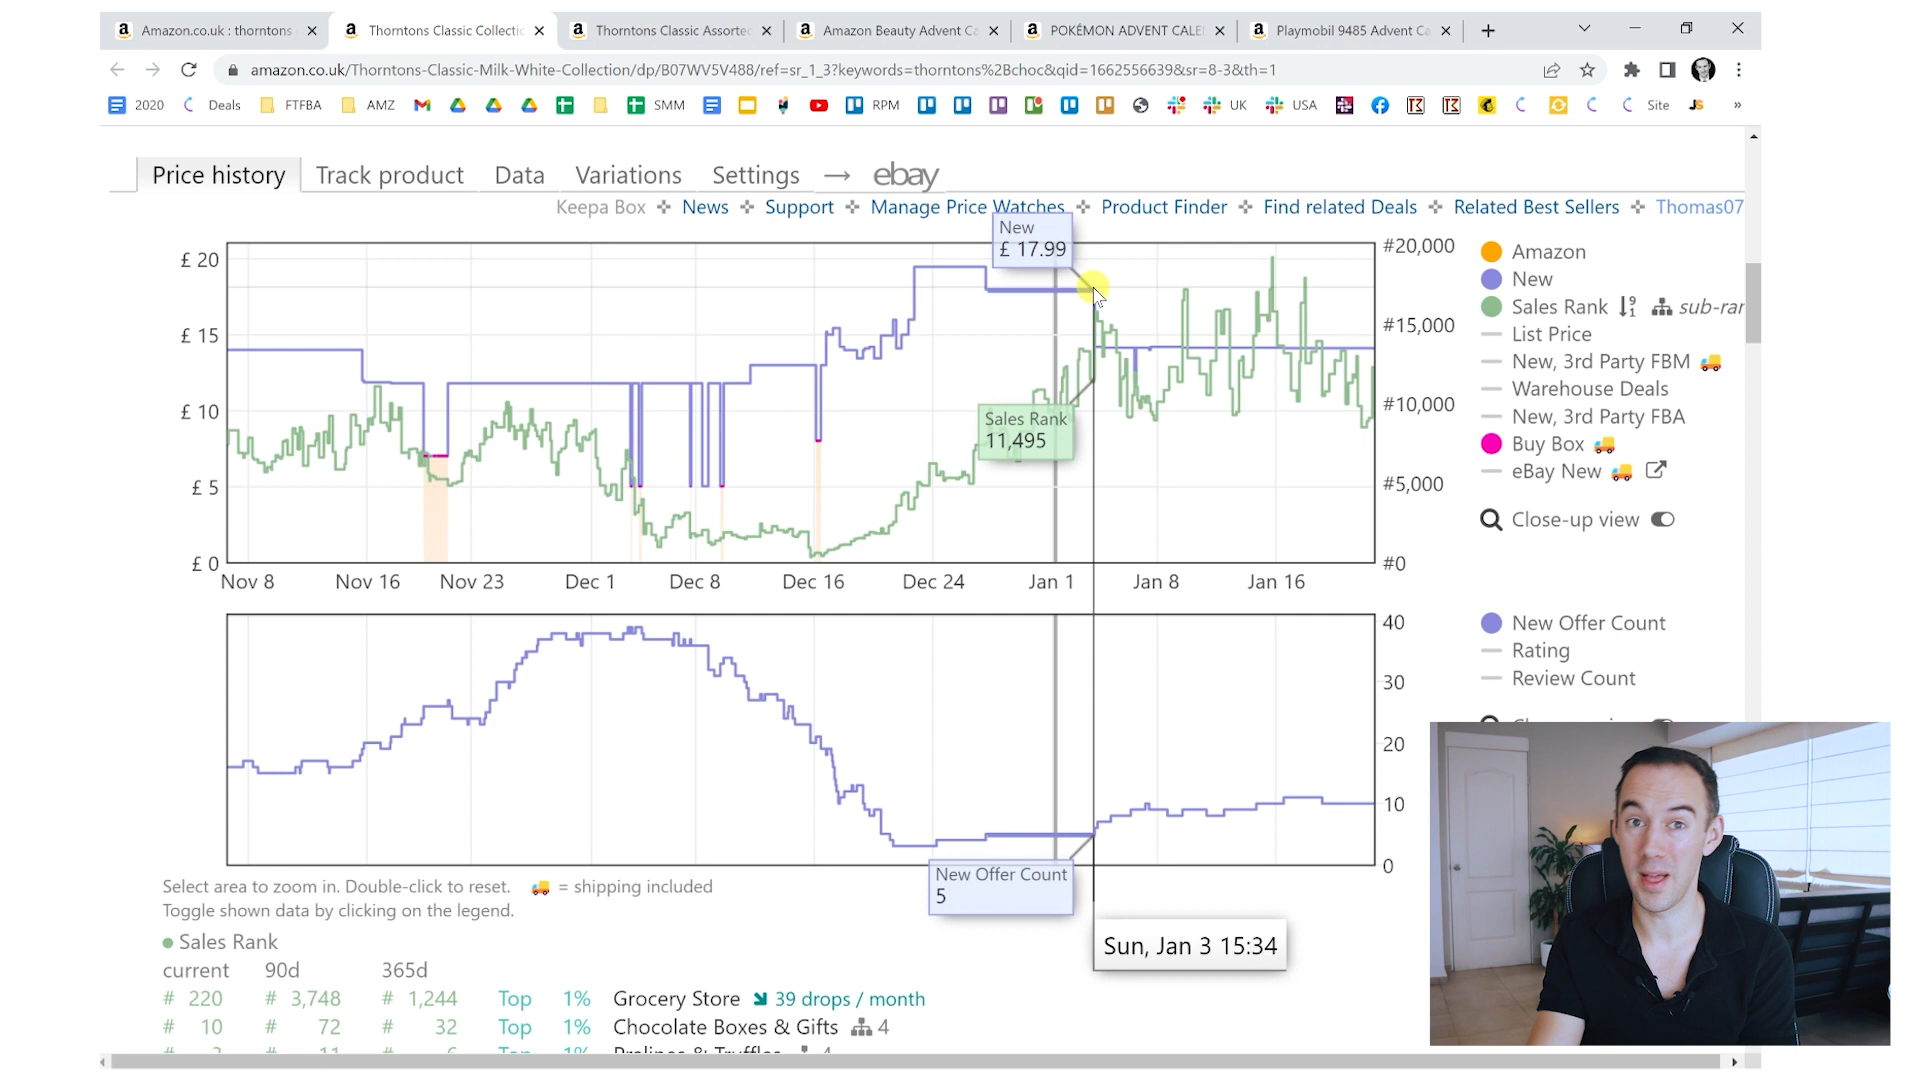 Amazon.co.uk : thorntons
Thorntons Classic Collectio
Thorntons Classic Assorted
Amazon Beauty Advent Ca
POKÉMON ADVENT CALE
Playmobil 9485 Advent Ca
amazon.co.uk/Thorntons-Classic-Milk-White-Collection/dp/B07WV5V488/ref=sr_1_3?keywords=thorntons%2Bchoc&qid=1662556639&sr=8-3&th=1
2020 Deals FTFBA AMZ SMM RPM UK USA Site »
Price history Track product Data Variations Settings → ebay
Keepa Box News Support Manage Price Watches Product Finder Find related Deals Related Best Sellers Thomas07
New
£ 17.99
£ 20
£ 15
£ 10
£ 5
£ 0
#20,000
#15,000
#10,000
#5,000
#0
Sales Rank
11,495
Nov 8 Nov 16 Nov 23 Dec 1 Dec 8 Dec 16 Dec 24 Jan 1 Jan 8 Jan 16
Amazon
New
Sales Rank sub-rar
List Price
New, 3rd Party FBM
Warehouse Deals
New, 3rd Party FBA
Buy Box
eBay New
Close-up view
40
30
20
10
0
New Offer Count
Rating
Review Count
New Offer Count
5
Sun, Jan 3 15:34
Select area to zoom in. Double-click to reset. = shipping included
Toggle shown data by clicking on the legend.
Sales Rank
current 90d 365d
# 220 # 3,748 # 1,244 Top 1% Grocery Store 39 drops / month
# 10 # 72 # 32 Top 1% Chocolate Boxes & Gifts 4